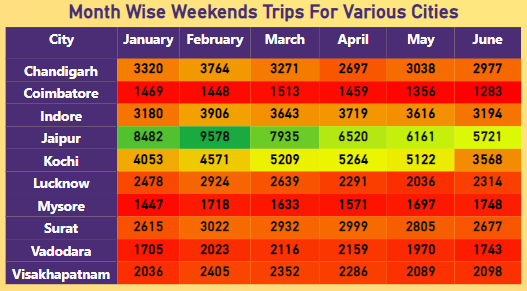 Month Wise Weekends Trips For Various Cities
City January February March April May June
Chandigarh 3320 3764 3271 2697 3038 2977
Coimbatore 1469 1448 1513 1459 1356 1283
Indore 3180 3906 3643 3719 3616 3194
Jaipur 8482 9578 7935 6520 6161 5721
Kochi 4053 4571 5209 5264 5122 3568
Lucknow 2478 2924 2639 2291 2036 2314
Mysore 1447 1718 1633 1571 1697 1748
Surat 2615 3022 2932 2999 2805 2677
Vadodara 1705 2023 2116 2159 1970 1743
Visakhapatnam 2036 2405 2352 2286 2089 2098